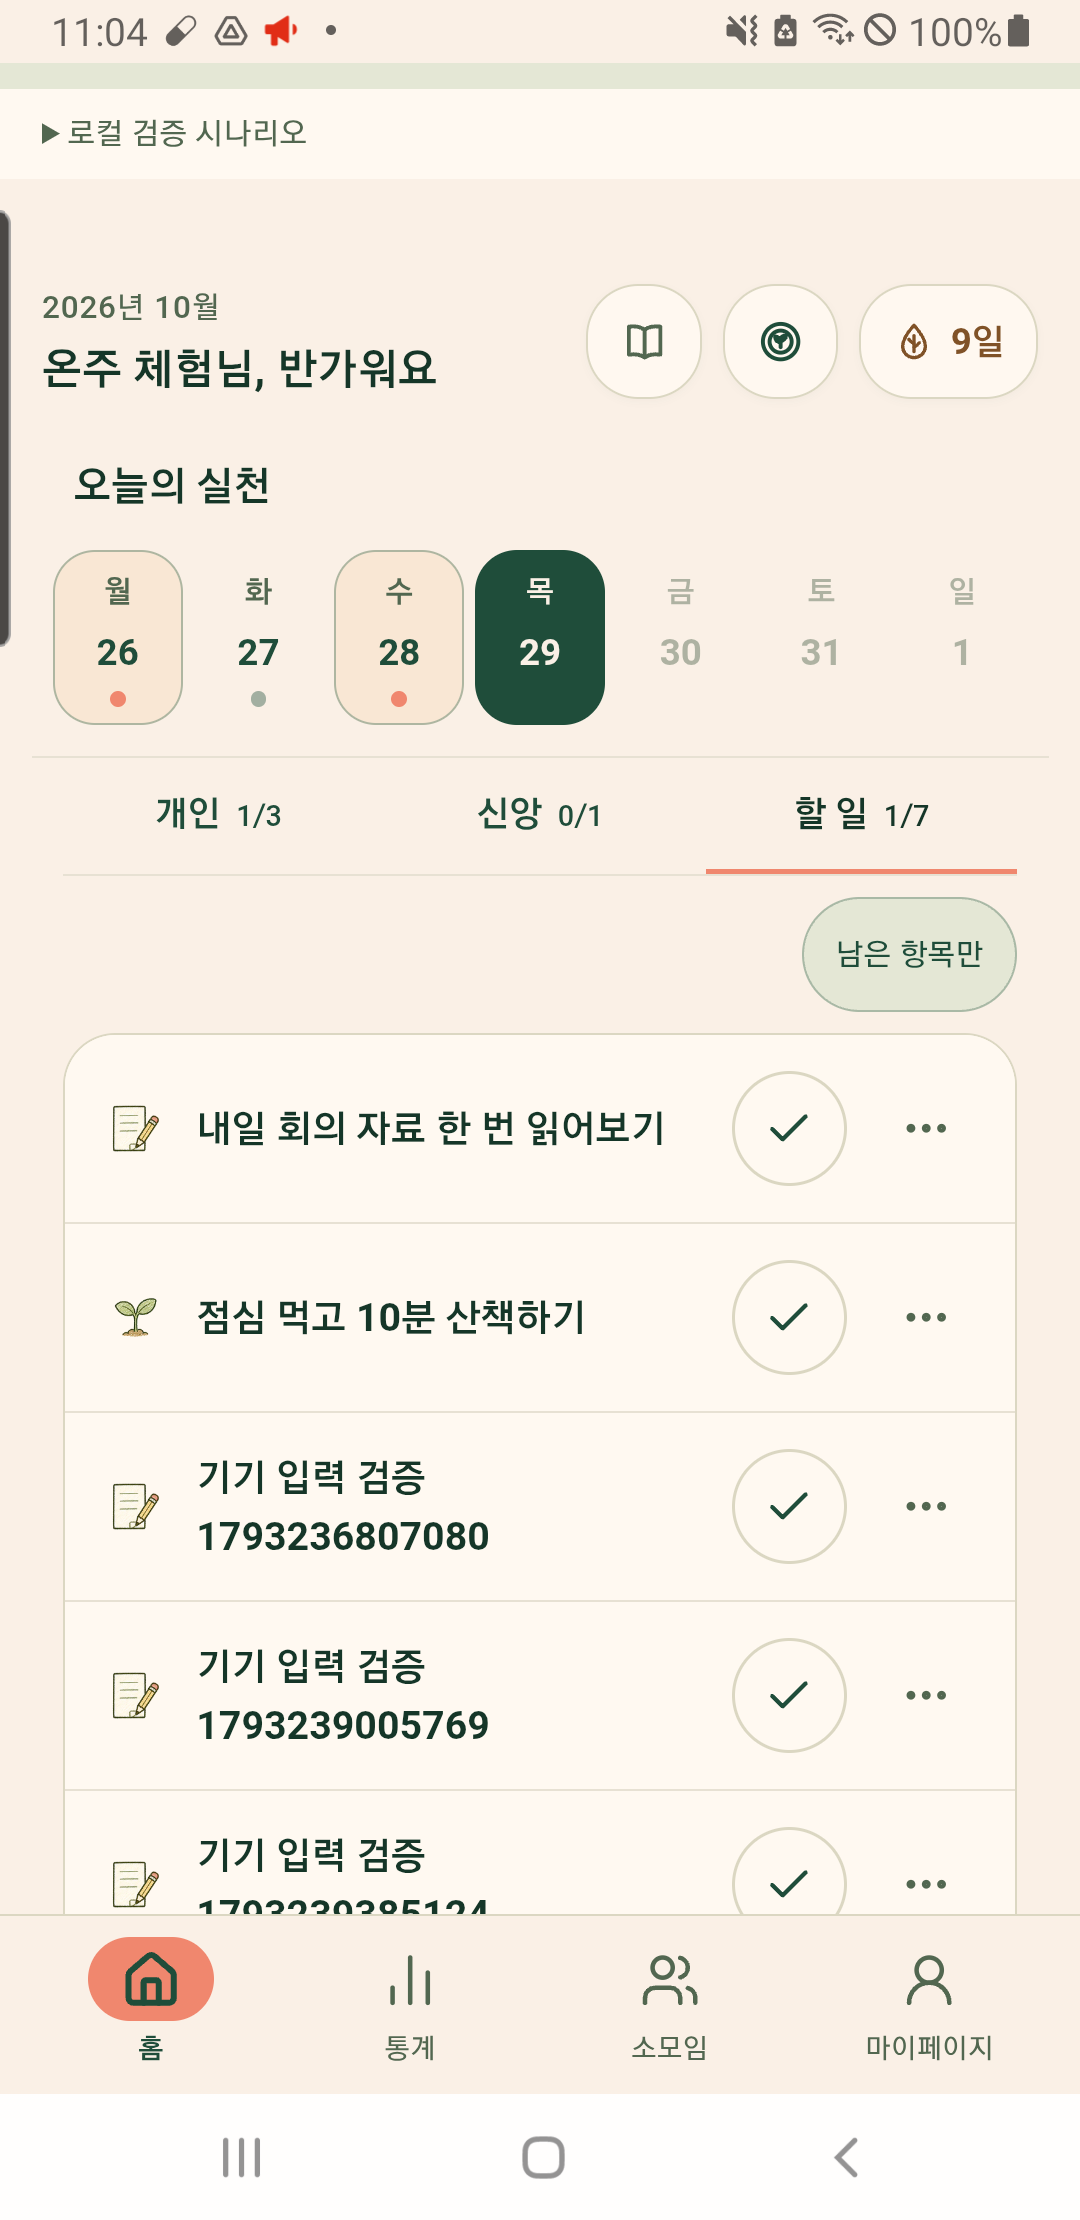 11:04
100%
▶ 로컬 검증 시나리오
2026년 10월
온주 체험님, 반가워요
9일
오늘의 실천
월 화 수 목 금 토 일
26 27 28 29 30 31 1
개인 1/3 신앙 0/1 할 일 1/7
남은 항목만
내일 회의 자료 한 번 읽어보기
점심 먹고 10분 산책하기
기기 입력 검증
1793236807080
기기 입력 검증
1793239005769
기기 입력 검증
1793239385124
홈 통계 소모임 마이페이지